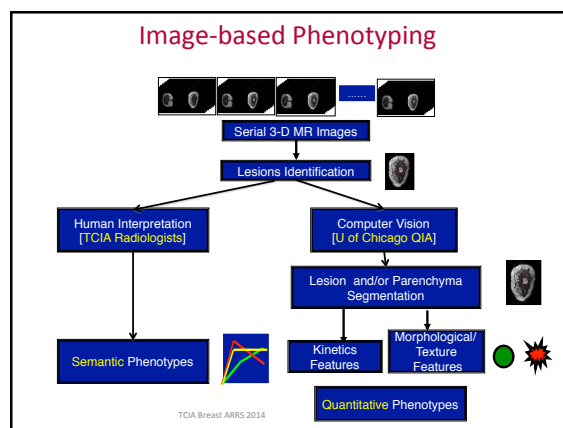 Image-based Phenotyping
......
Serial 3-D MR Images
Lesions Identification
Human Interpretation
[TCIA Radiologists]
Computer Vision
[U of Chicago QIA]
Lesion and/or Parenchyma
Segmentation
Semantic Phenotypes
Kinetics
Features
Morphological/
Texture
Features
Quantitative Phenotypes
TCIA Breast ARRS 2014